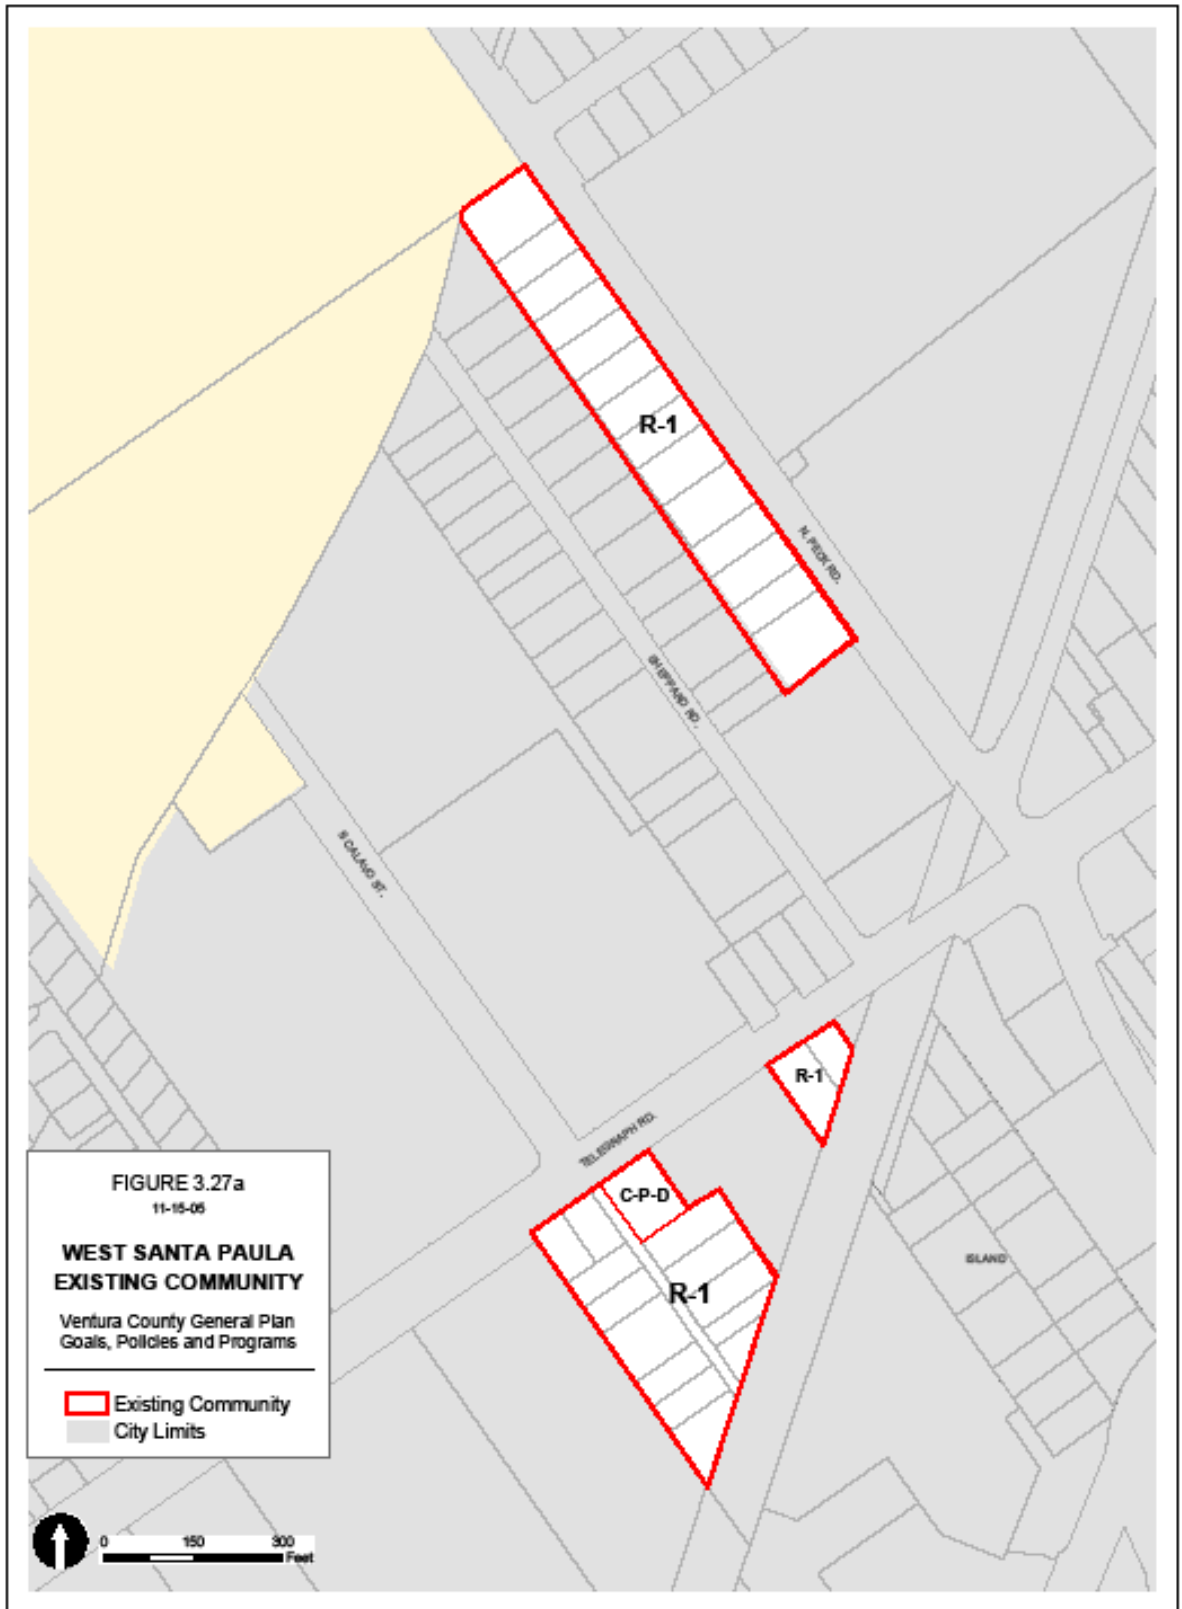 R-1
N. PECK RD.
SHEPPARD RD.
S CALAVO ST.
R-1
TELEGRAPH RD.
C-P-D
R-1
ISLAND
FIGURE 3.27a
11-15-05
WEST SANTA PAULA
EXISTING COMMUNITY
Ventura County General Plan
Goals, Policies and Programs
Existing Community
City Limits
0 150 300
Feet